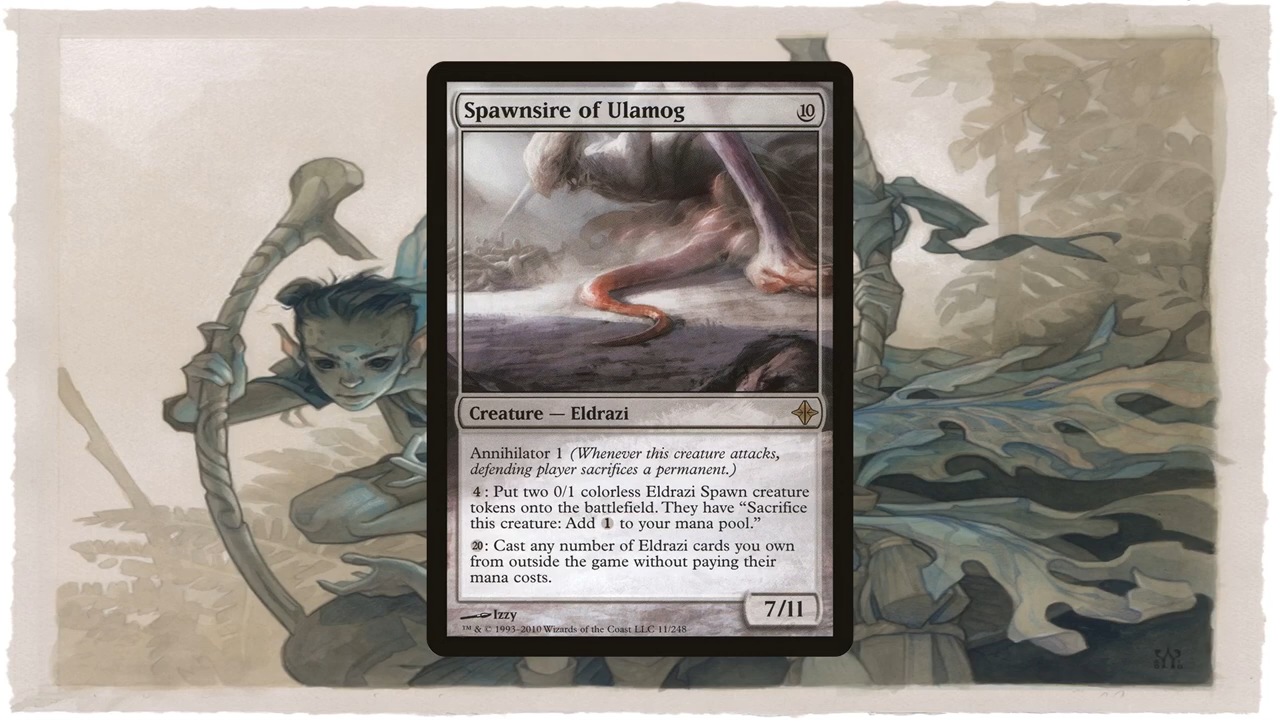 Spawnsire of Ulamog 10
Creature — Eldrazi
Annihilator 1 (Whenever this creature attacks,
defending player sacrifices a permanent.)
4: Put two 0/1 colorless Eldrazi Spawn creature
tokens onto the battlefield. They have “Sacrifice
this creature: Add 1 to your mana pool.”
20: Cast any number of Eldrazi cards you own
from outside the game without paying their
mana costs.
7/11
Izzy
™ & © 1993–2010 Wizards of the Coast LLC 11/248